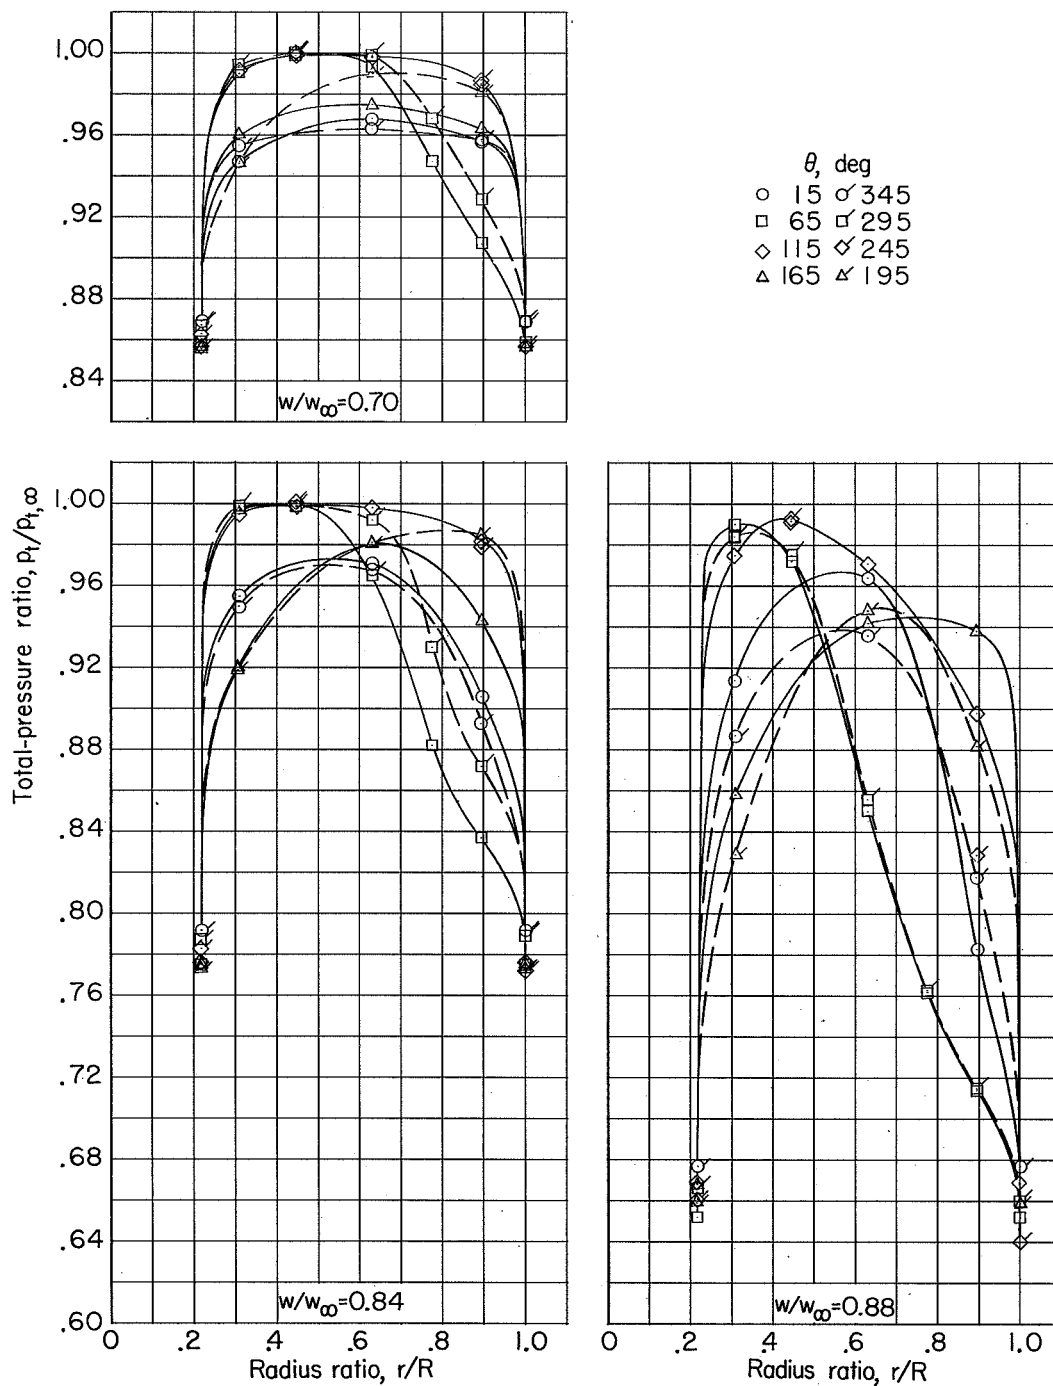 1.00
.96
.92
.88
.84
w/w∞=0.70
θ, deg
15 345
65 295
115 245
165 195
Total-pressure ratio, pt/pt,∞
1.00
.96
.92
.88
.84
.80
.76
.72
.68
.64
.60
w/w∞=0.84
0 .2 .4 .6 .8 1.0
Radius ratio, r/R
w/w∞=0.88
0 .2 .4 .6 .8 1.0
Radius ratio, r/R